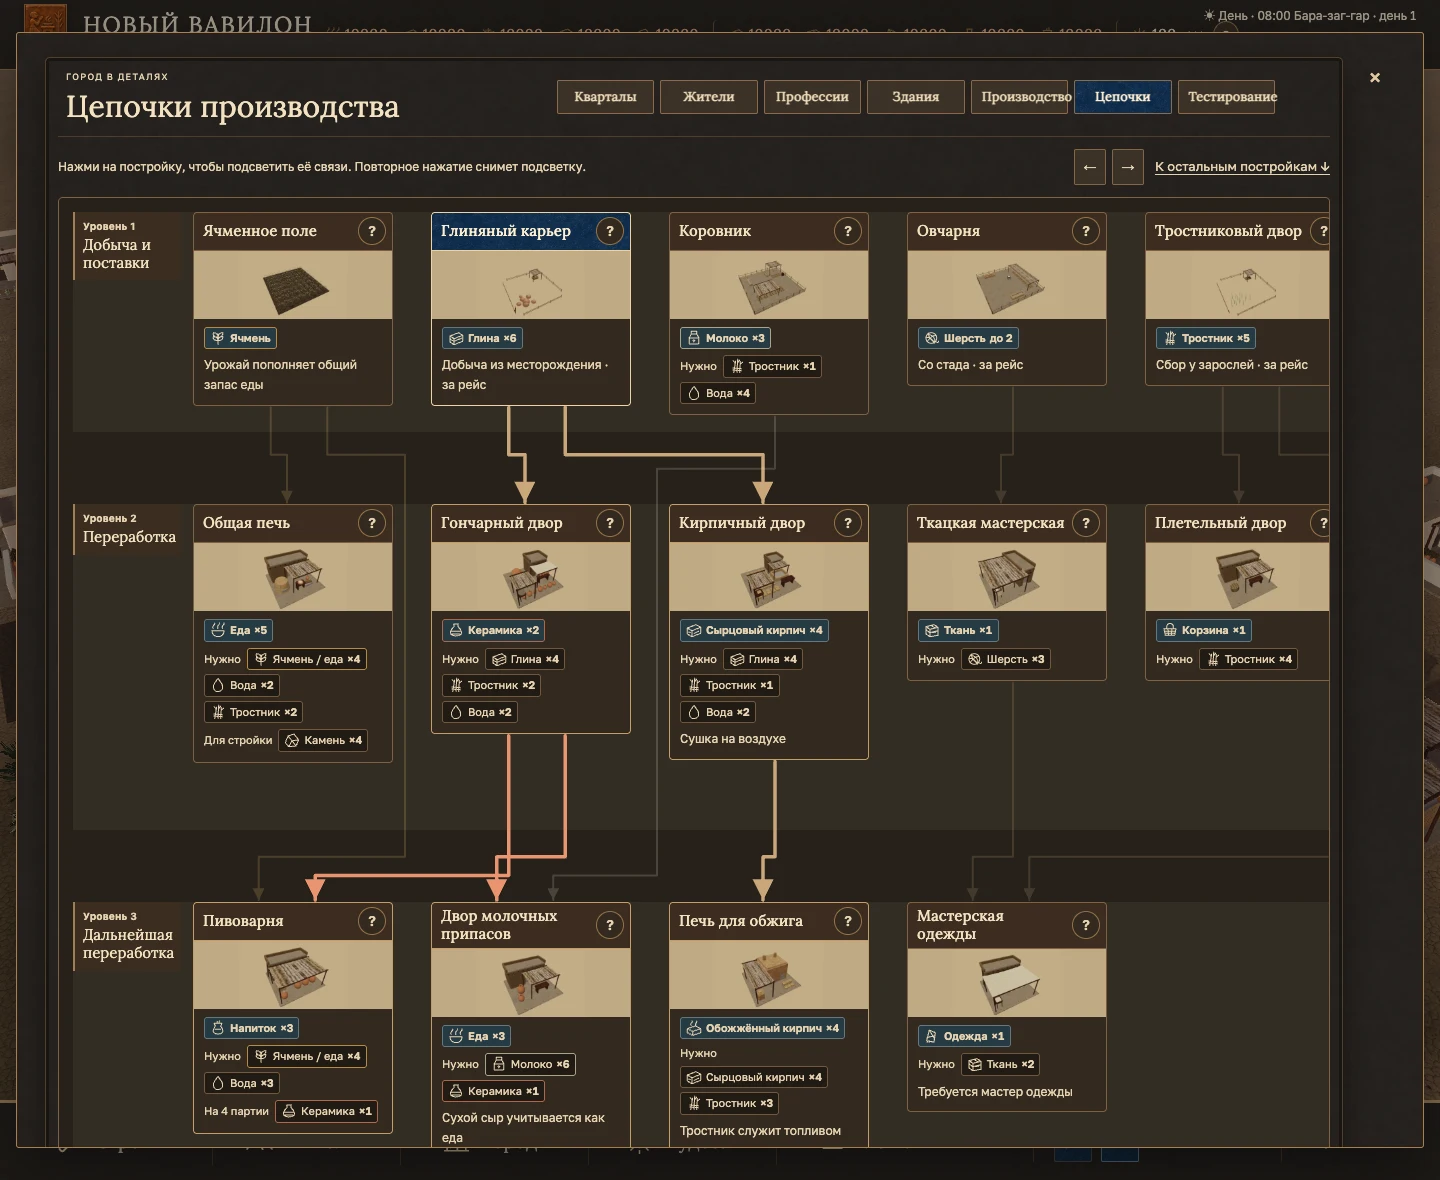 НОВЫЙ ВАВИЛОН
День · 08:00 Бара-заг-гар · день 1
ГОРОД В ДЕТАЛЯХ
Цепочки производства
Кварталы
Жители
Профессии
Здания
Производство
Цепочки
Тестирование
×
Нажми на постройку, чтобы подсветить её связи. Повторное нажатие снимет подсветку.
← →
К остальным постройкам ↓
Уровень 1
Добыча и
поставки
Ячменное поле ?
Ячмень
Урожай пополняет общий
запас еды
Глиняный карьер ?
Глина ×6
Добыча из месторождения ·
за рейс
Коровник ?
Молоко ×3
Нужно Тростник ×1
Вода ×4
Овчарня ?
Шерсть до 2
Со стада · за рейс
Тростниковый двор ?
Тростник ×5
Сбор у зарослей · за рейс
Уровень 2
Переработка
Общая печь ?
Еда ×5
Нужно Ячмень / еда ×4
Вода ×2
Тростник ×2
Для стройки Камень ×4
Гончарный двор ?
Керамика ×2
Нужно Глина ×4
Тростник ×2
Вода ×2
Кирпичный двор ?
Сырцовый кирпич ×4
Нужно Глина ×4
Тростник ×1
Вода ×2
Сушка на воздухе
Ткацкая мастерская ?
Ткань ×1
Нужно Шерсть ×3
Плетельный двор ?
Корзина ×1
Нужно Тростник ×4
Уровень 3
Дальнейшая
переработка
Пивоварня ?
Напиток ×3
Нужно Ячмень / еда ×4
Вода ×3
На 4 партии Керамика ×1
Двор молочных
припасов ?
Еда ×3
Нужно Молоко ×6
Керамика ×1
Сухой сыр учитывается как
еда
Печь для обжига ?
Обожжённый кирпич ×4
Нужно
Сырцовый кирпич ×4
Тростник ×3
Тростник служит топливом
Мастерская
одежды ?
Одежда ×1
Нужно Ткань ×2
Требуется мастер одежды